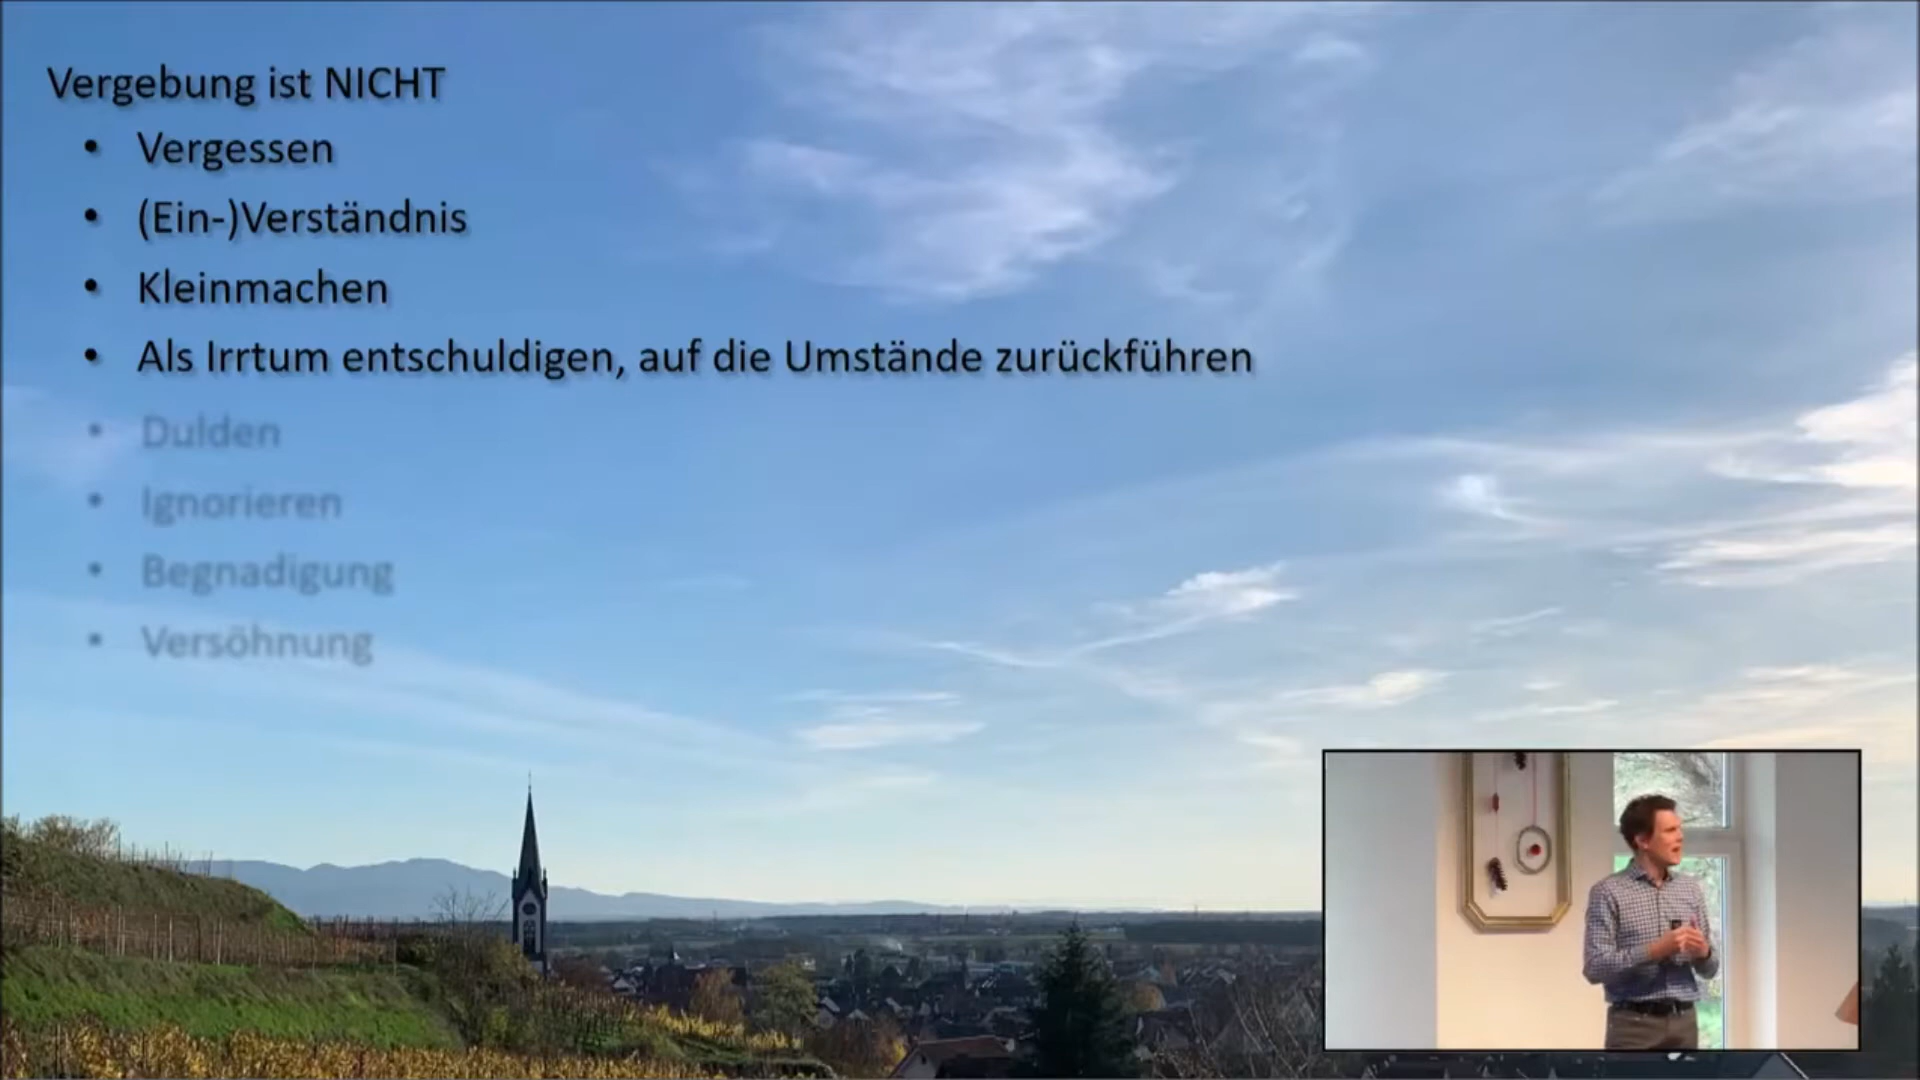 Vergebung ist NICHT
• Vergessen
• (Ein-)Verständnis
• Kleinmachen
• Als Irrtum entschuldigen, auf die Umstände zurückführen
• Dulden
• Ignorieren
• Begnadigung
• Versöhnung